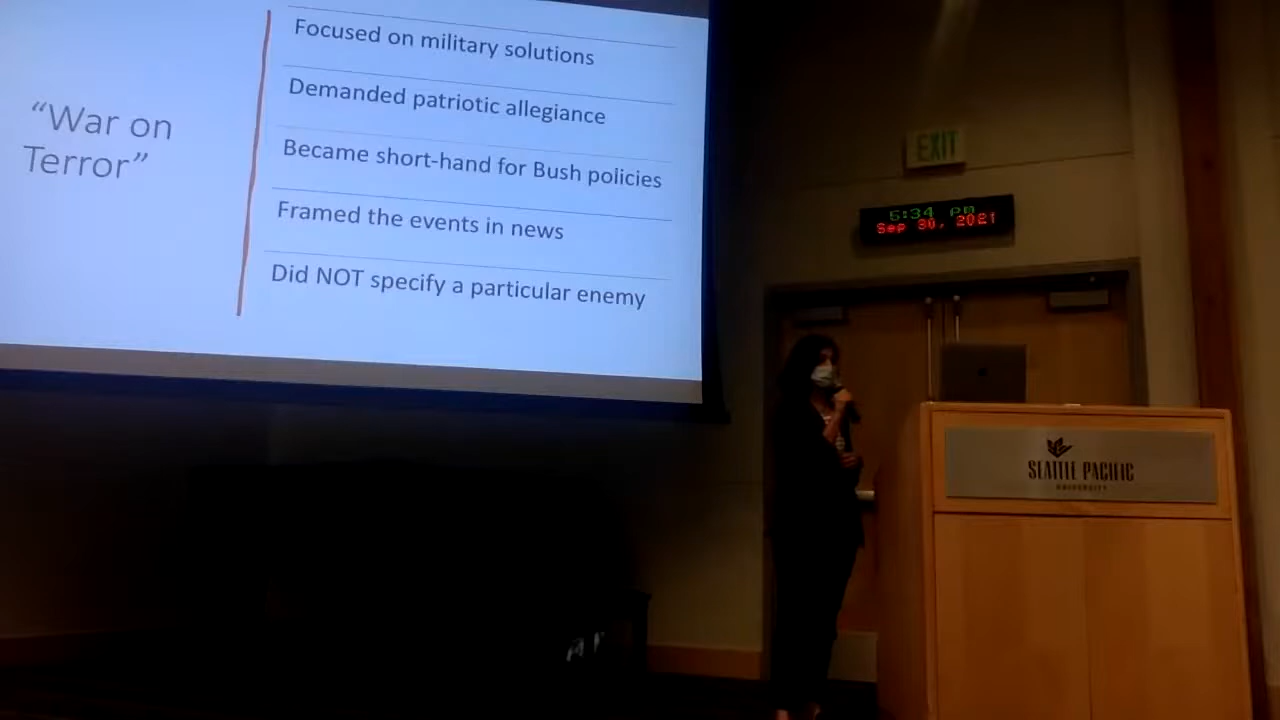 "War on
Terror"
Focused on military solutions
Demanded patriotic allegiance
Became short-hand for Bush policies
Framed the events in news
Did NOT specify a particular enemy
EXIT
5:34 PM
Sep 30, 2021
SEATTLE PACIFIC
UNIVERSITY